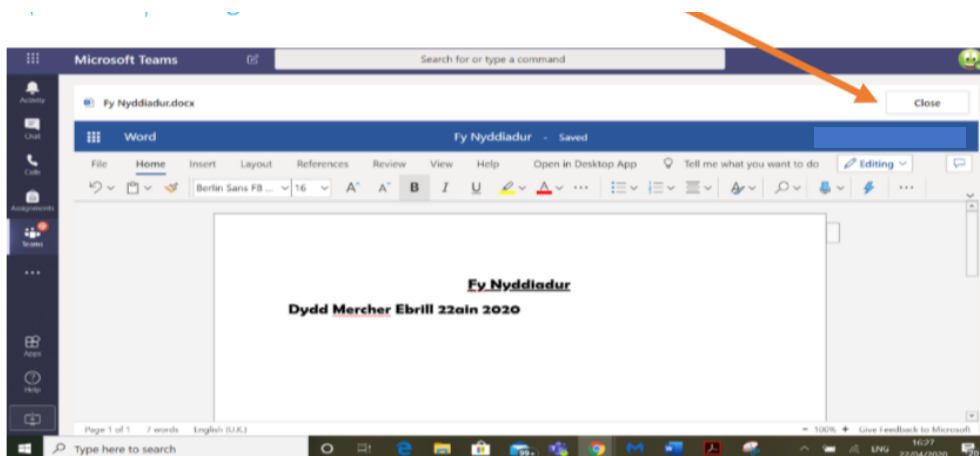 Microsoft Teams Search for or type a command
Activity
Fy Nyddiadur.docx Close
Chat
Word Fy Nyddiadur - Saved
Calls
File Home Insert Layout References Review View Help Open in Desktop App Tell me what you want to do Editing
Berlin Sans FB ... 16 A A B I U A
Assignments
Teams
Fy Nyddiadur
Dydd Mercher Ebrill 22ain 2020
Apps
Help
Page 1 of 1 7 words English (U.K.) - 100% + Give Feedback to Microsoft
Type here to search 99+ ENG 16:27
22/04/2020